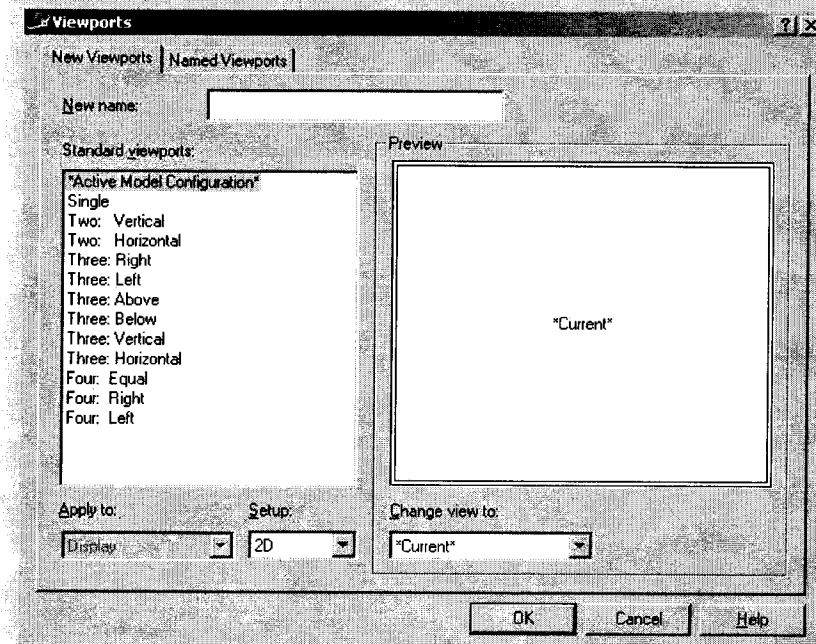 Viewports
New Viewports
Named Viewports
New name:
Standard viewports:
*Active Model Configuration*
Single
Two: Vertical
Two: Horizontal
Three: Right
Three: Left
Three: Above
Three: Below
Three: Vertical
Three: Horizontal
Four: Equal
Four: Right
Four: Left
Apply to:
Display
Setup:
2D
Preview
*Current*
Change view to:
*Current*
OK
Cancel
Help